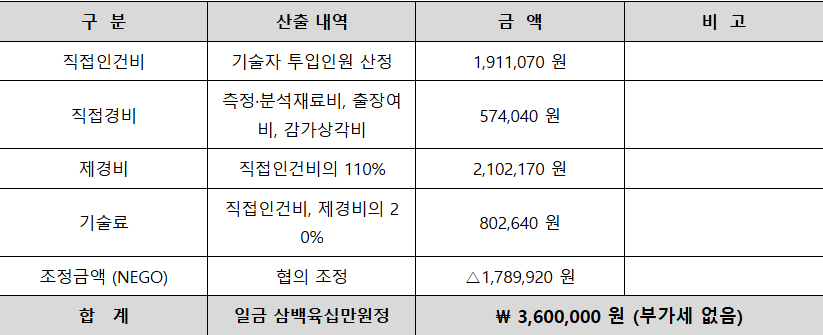 구 분 산출 내역 금 액 비 고
직접인건비 기술자 투입인원 산정 1,911,070 원
직접경비 측정·분석재료비, 출장여
비, 감가상각비 574,040 원
제경비 직접인건비의 110% 2,102,170 원
기술료 직접인건비, 제경비의 2
0% 802,640 원
조정금액 (NEGO) 협의 조정 △1,789,920 원
합 계 일금 삼백육십만원정 ₩ 3,600,000 원 (부가세 없음)